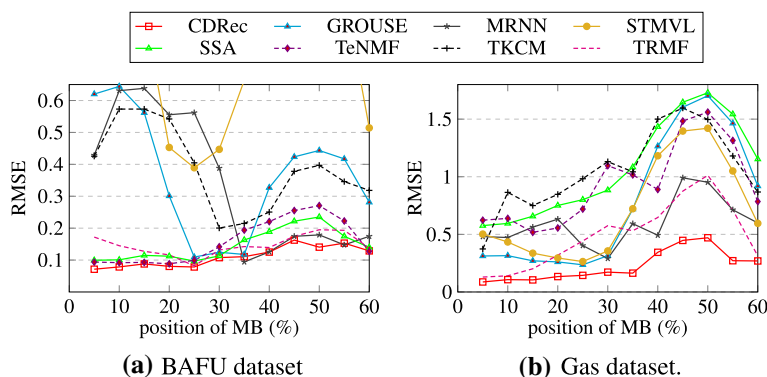 CDRec GROUSE MRNN STMVL
SSA TeNMF TKCM TRMF
RMSE
0.6
0.5
0.4
0.3
0.2
0.1
0 10 20 30 40 50 60
position of MB (%)
(a) BAFU dataset
RMSE
1.5
1
0.5
0
0 10 20 30 40 50 60
position of MB (%)
(b) Gas dataset.